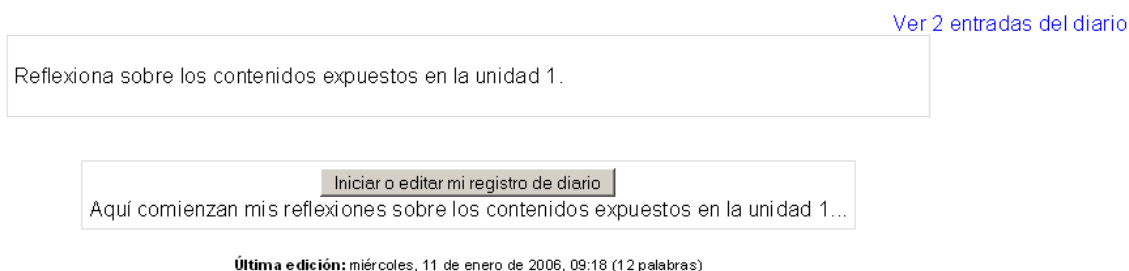 Ver 2 entradas del diario
Reflexiona sobre los contenidos expuestos en la unidad 1.
Iniciar o editar mi registro de diario
Aquí comienzan mis reflexiones sobre los contenidos expuestos en la unidad 1...
Última edición: miércoles, 11 de enero de 2006, 09:18 (12 palabras)